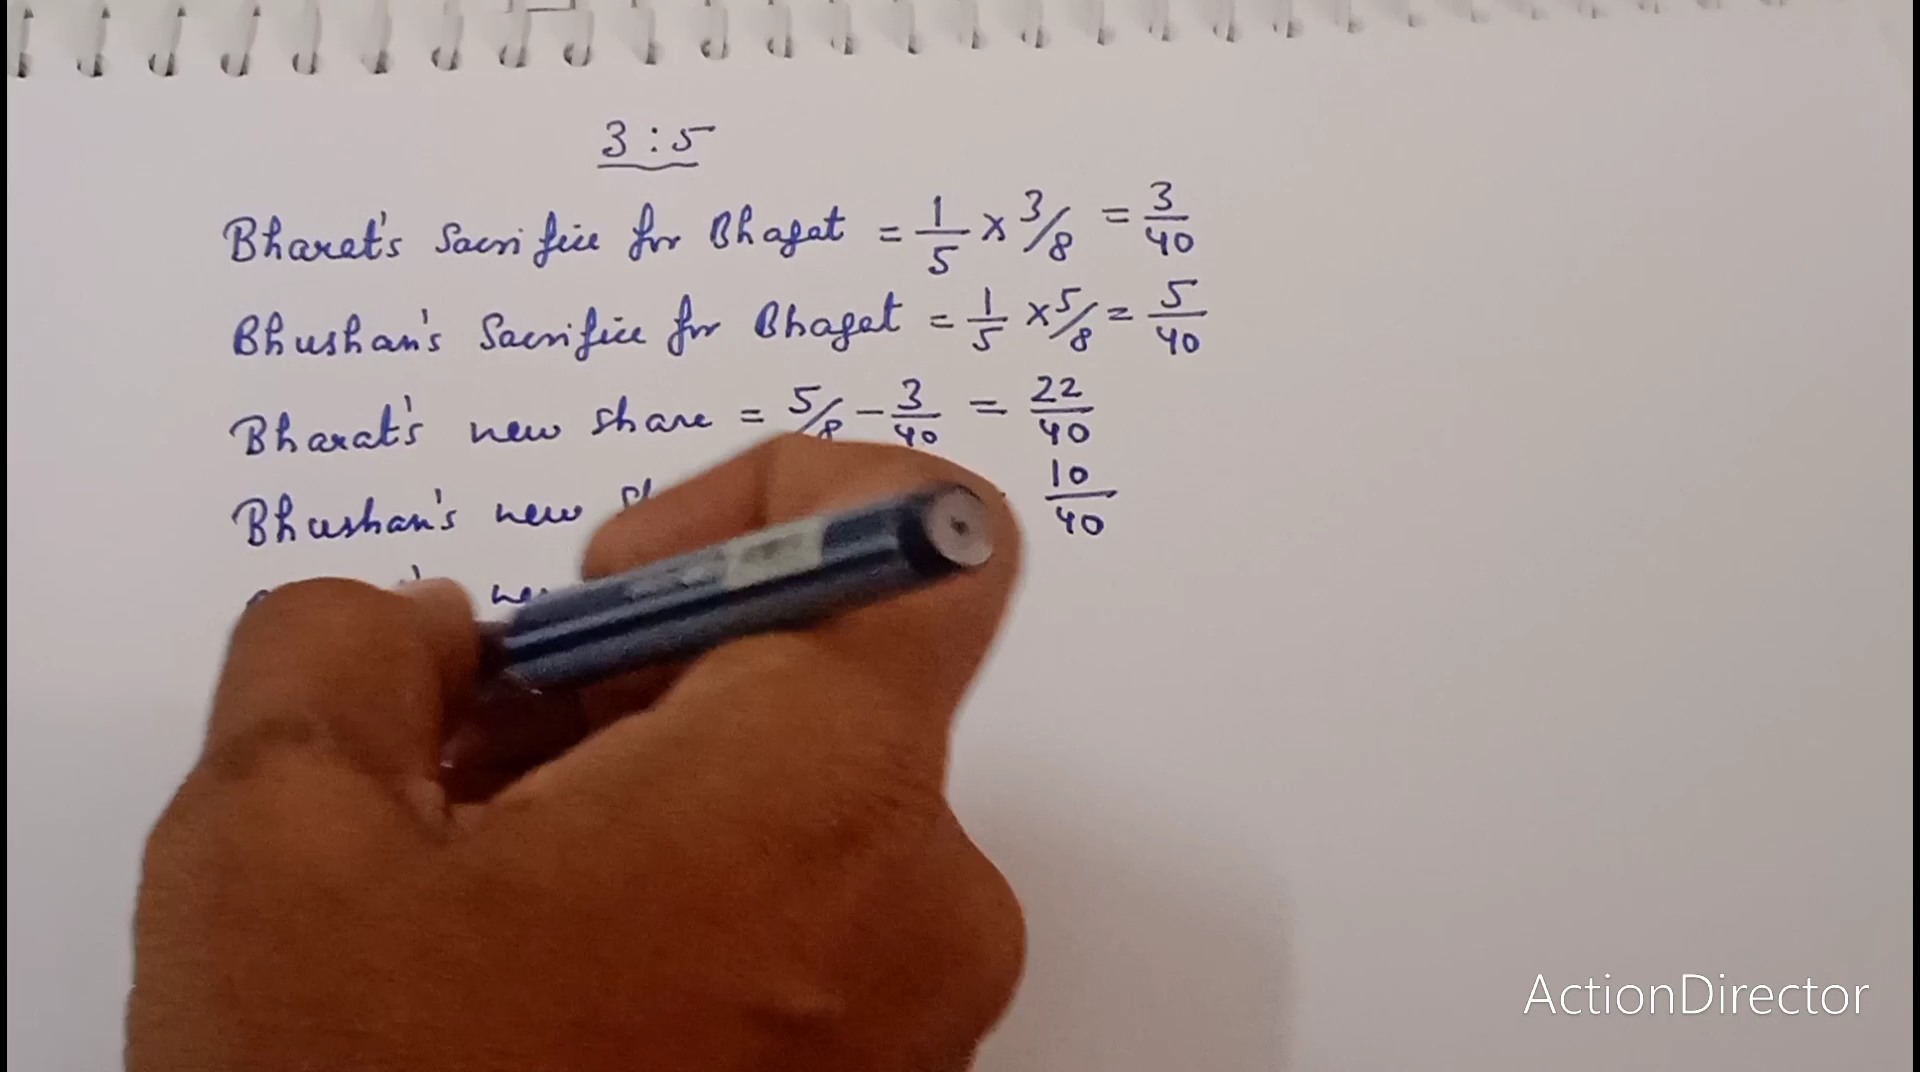 3 : 5
Bharat's Sacrifice for Bhagat = 1/5 × 3/8 = 3/40
Bhushan's Sacrifice for Bhagat = 1/5 × 5/8 = 5/40
Bharat's new share = 5/8 - 3/40 = 22/40
Bhushan's new 10/40
ActionDirector